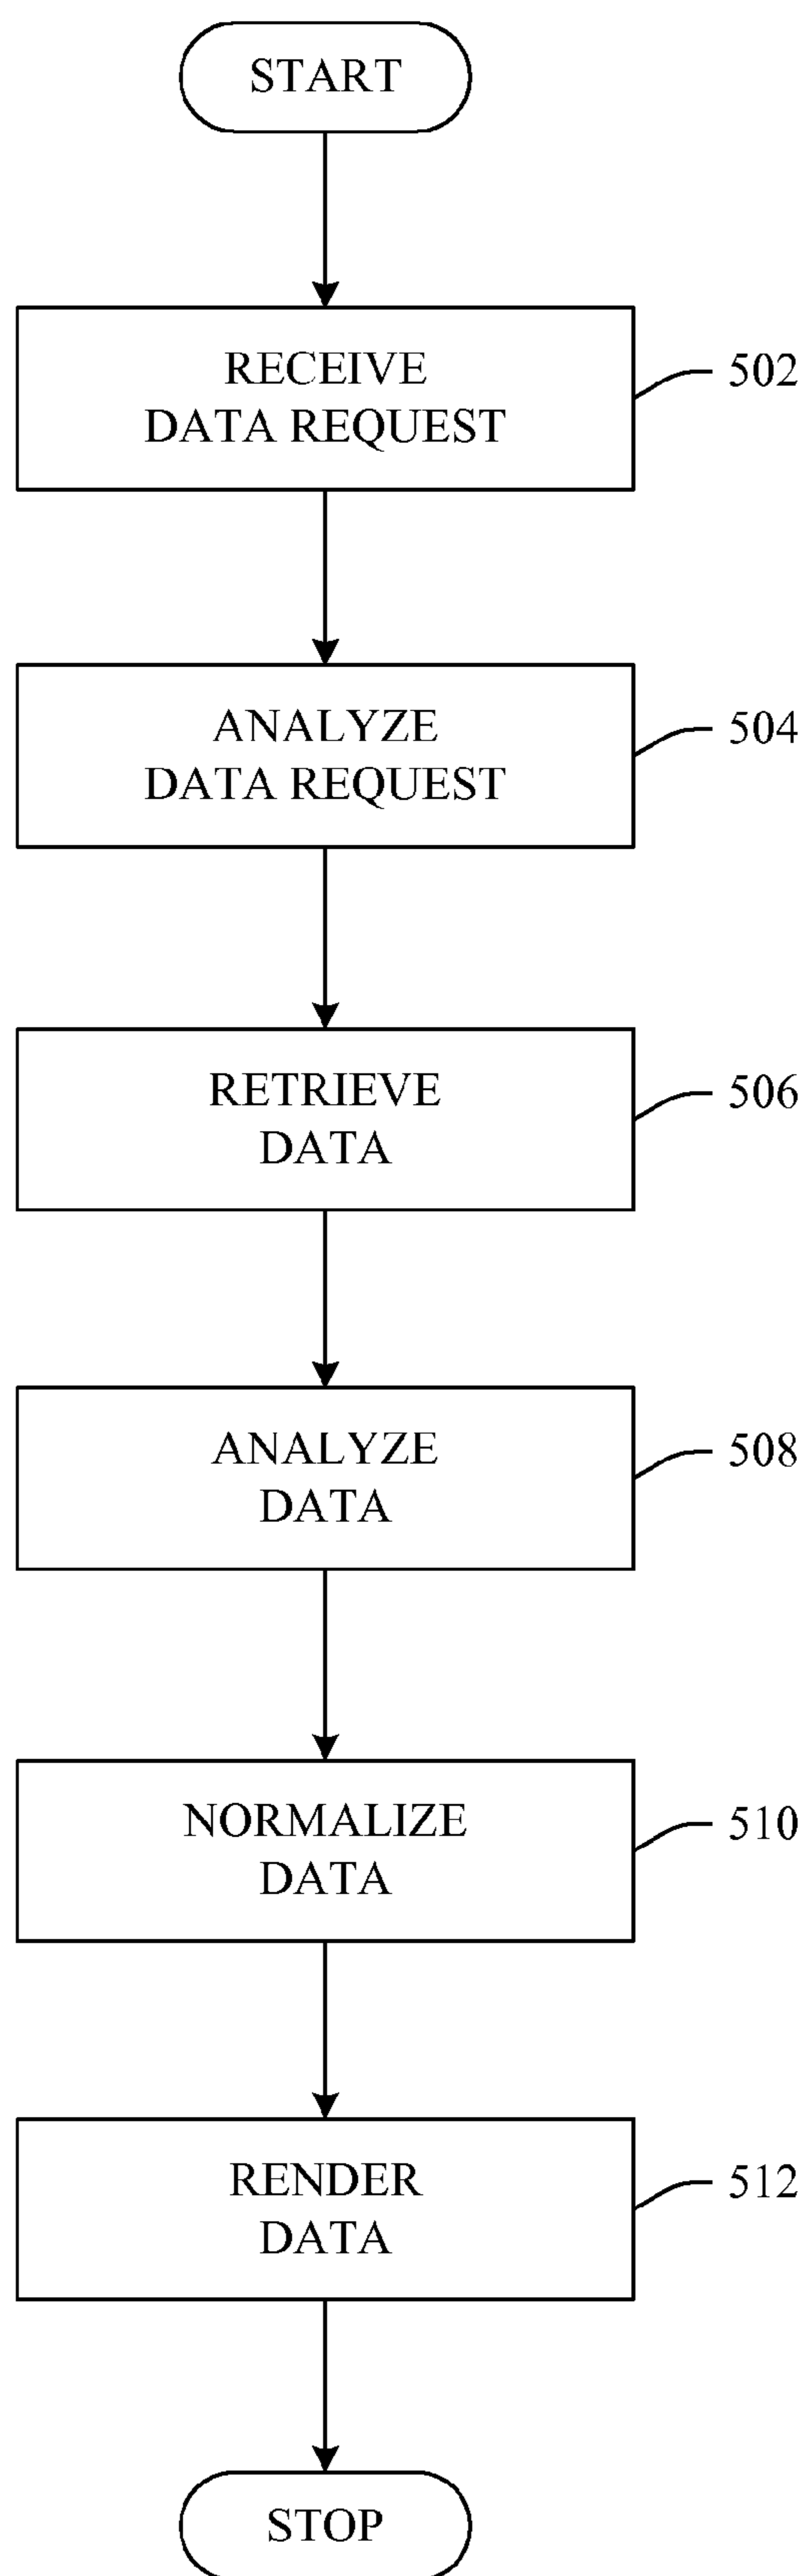 START
RECEIVE
DATA REQUEST
502
ANALYZE
DATA REQUEST
504
RETRIEVE
DATA
506
ANALYZE
DATA
508
NORMALIZE
DATA
510
RENDER
DATA
512
STOP